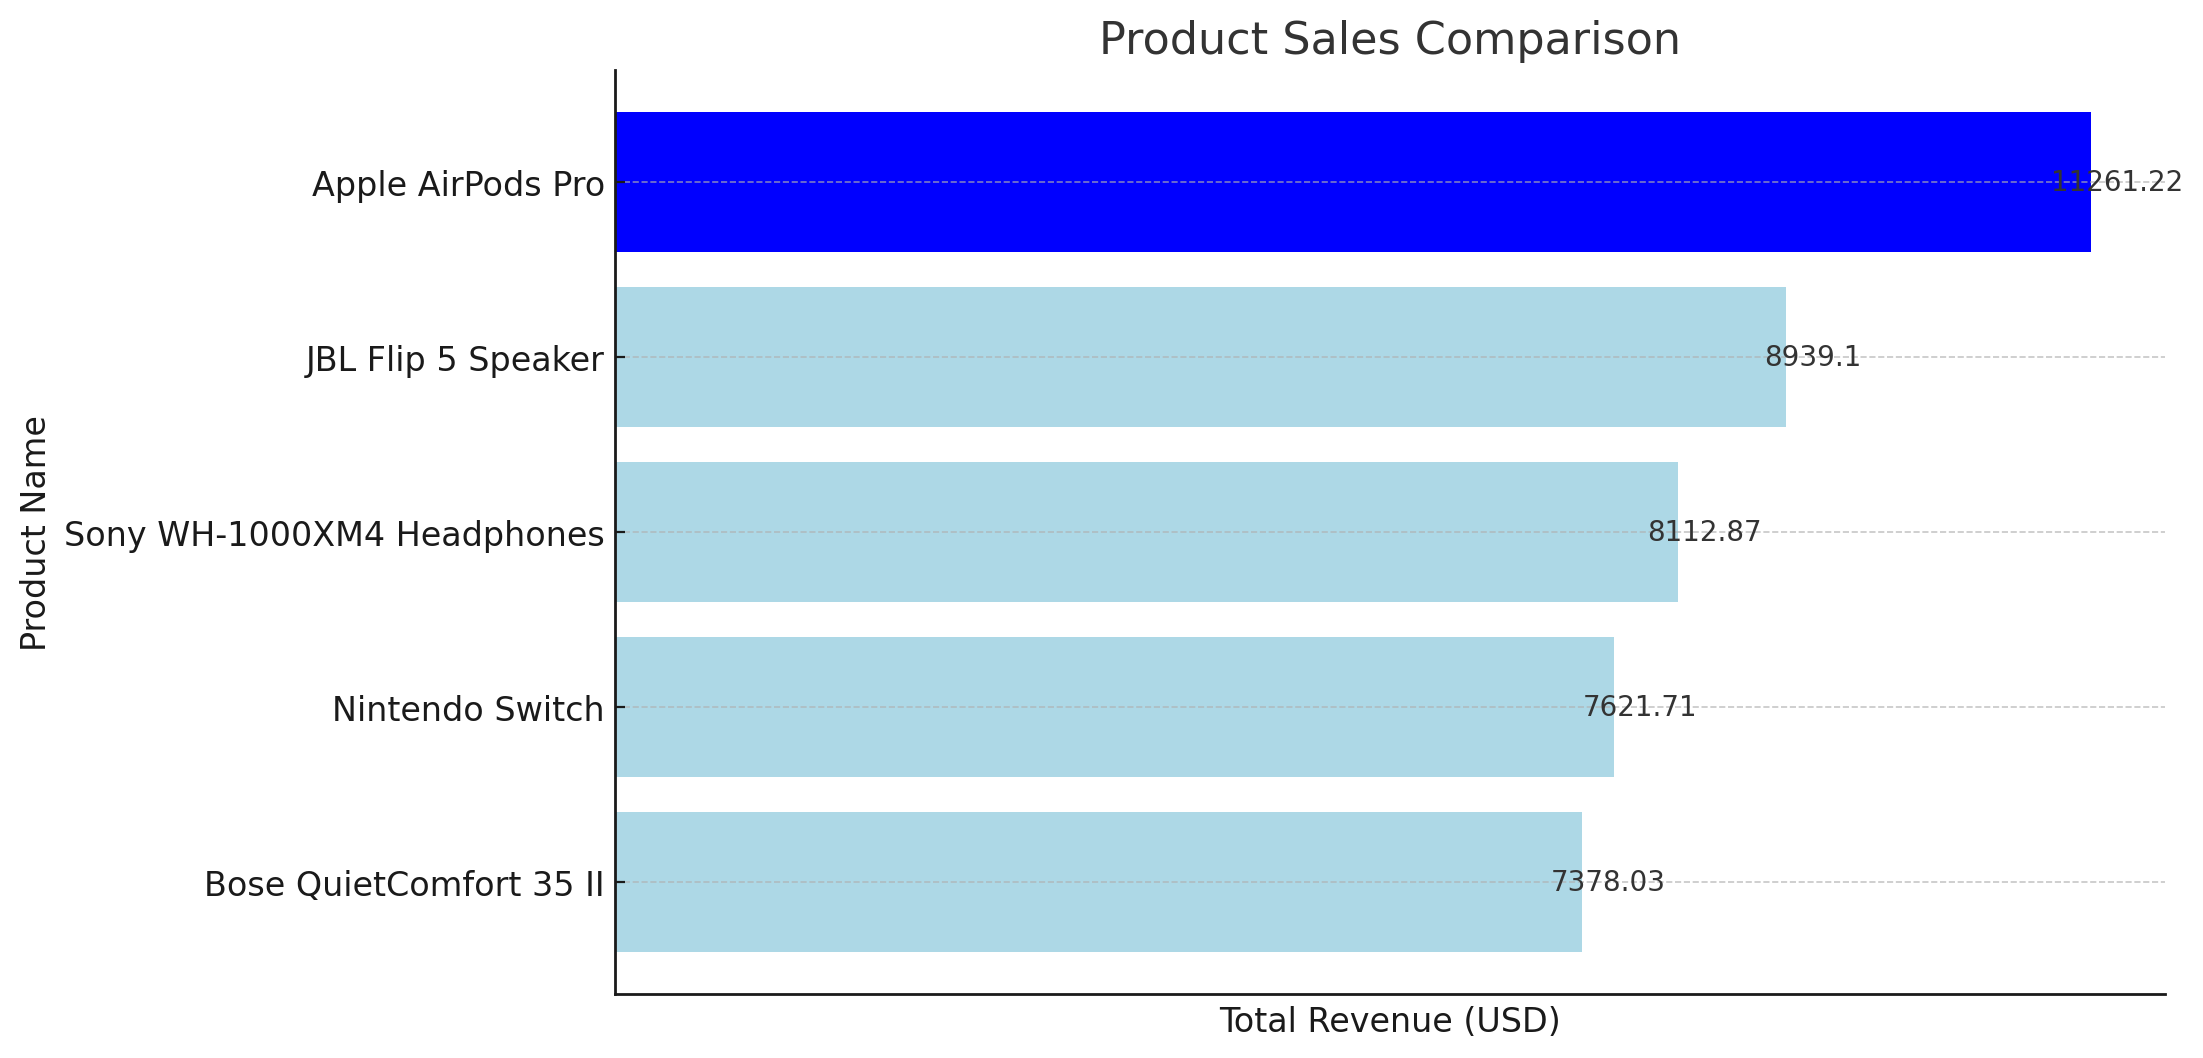 Product Sales Comparison
Apple AirPods Pro
11261.22
JBL Flip 5 Speaker
8939.1
Sony WH-1000XM4 Headphones
8112.87
Nintendo Switch
7621.71
Bose QuietComfort 35 II
7378.03
Product Name
Total Revenue (USD)